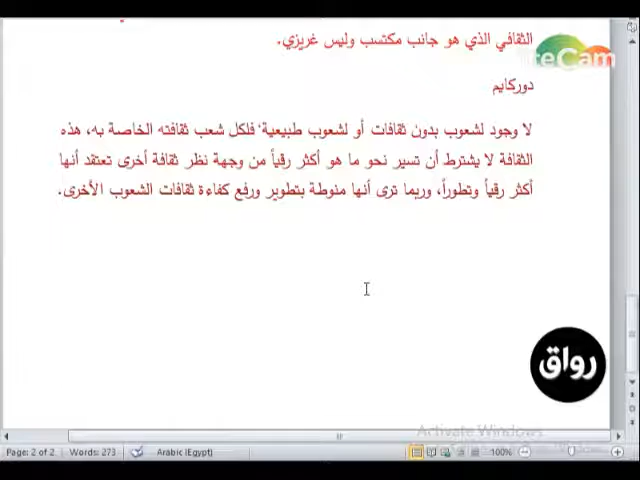 الثقافي الذي هو جانب مكتسب وليس غريزي.
teCam
دوركايم
لا وجود لشعوب بدون ثقافات أو لشعوب طبيعية، فلكل شعب ثقافته الخاصة به، هذه
الثقافة لا يشترط أن تسير نحو ما هو أكثر رقياً من وجهة نظر ثقافة أخرى تعتقد أنها
أكثر رقياً وتطوراً، وربما ترى أنها منوطة بتطوير ورفع كفاءة ثقافات الشعوب الأخرى.
رواق
Activate Windows
Page: 2 of 2
Words: 273
Arabic (Egypt)
100%